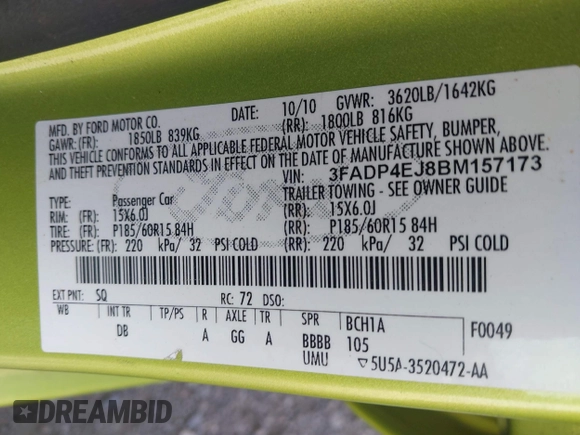 MFD. BY FORD MOTOR CO.
DATE: 10/10 GVWR: 3620LB/1642KG
GAWR: (FR): 1850LB 839KG (RR): 1800LB 816KG
THIS VEHICLE CONFORMS TO ALL APPLICABLE FEDERAL MOTOR VEHICLE SAFETY, BUMPER,
AND THEFT PREVENTION STANDARDS IN EFFECT ON THE DATE OF MANUFACTURE SHOWN ABOVE.
VIN: 3FADP4EJ8BM157173
TYPE: Passenger Car TRAILER TOWING - SEE OWNER GUIDE
RIM: (FR): 15X6.0J (RR): 15X6.0J
TIRE: (FR): P185/60R15 84H (RR): P185/60R15 84H
PRESSURE: (FR): 220 kPa/ 32 PSI COLD (RR): 220 kPa/ 32 PSI COLD
EXT PNT: SQ RC: 72 DSO:
WB INT TR TP/PS R AXLE TR SPR BCH1A F0049
DB A GG A BBBB 105
UMU ▽5U5A-3520472-AA
DREAMBID